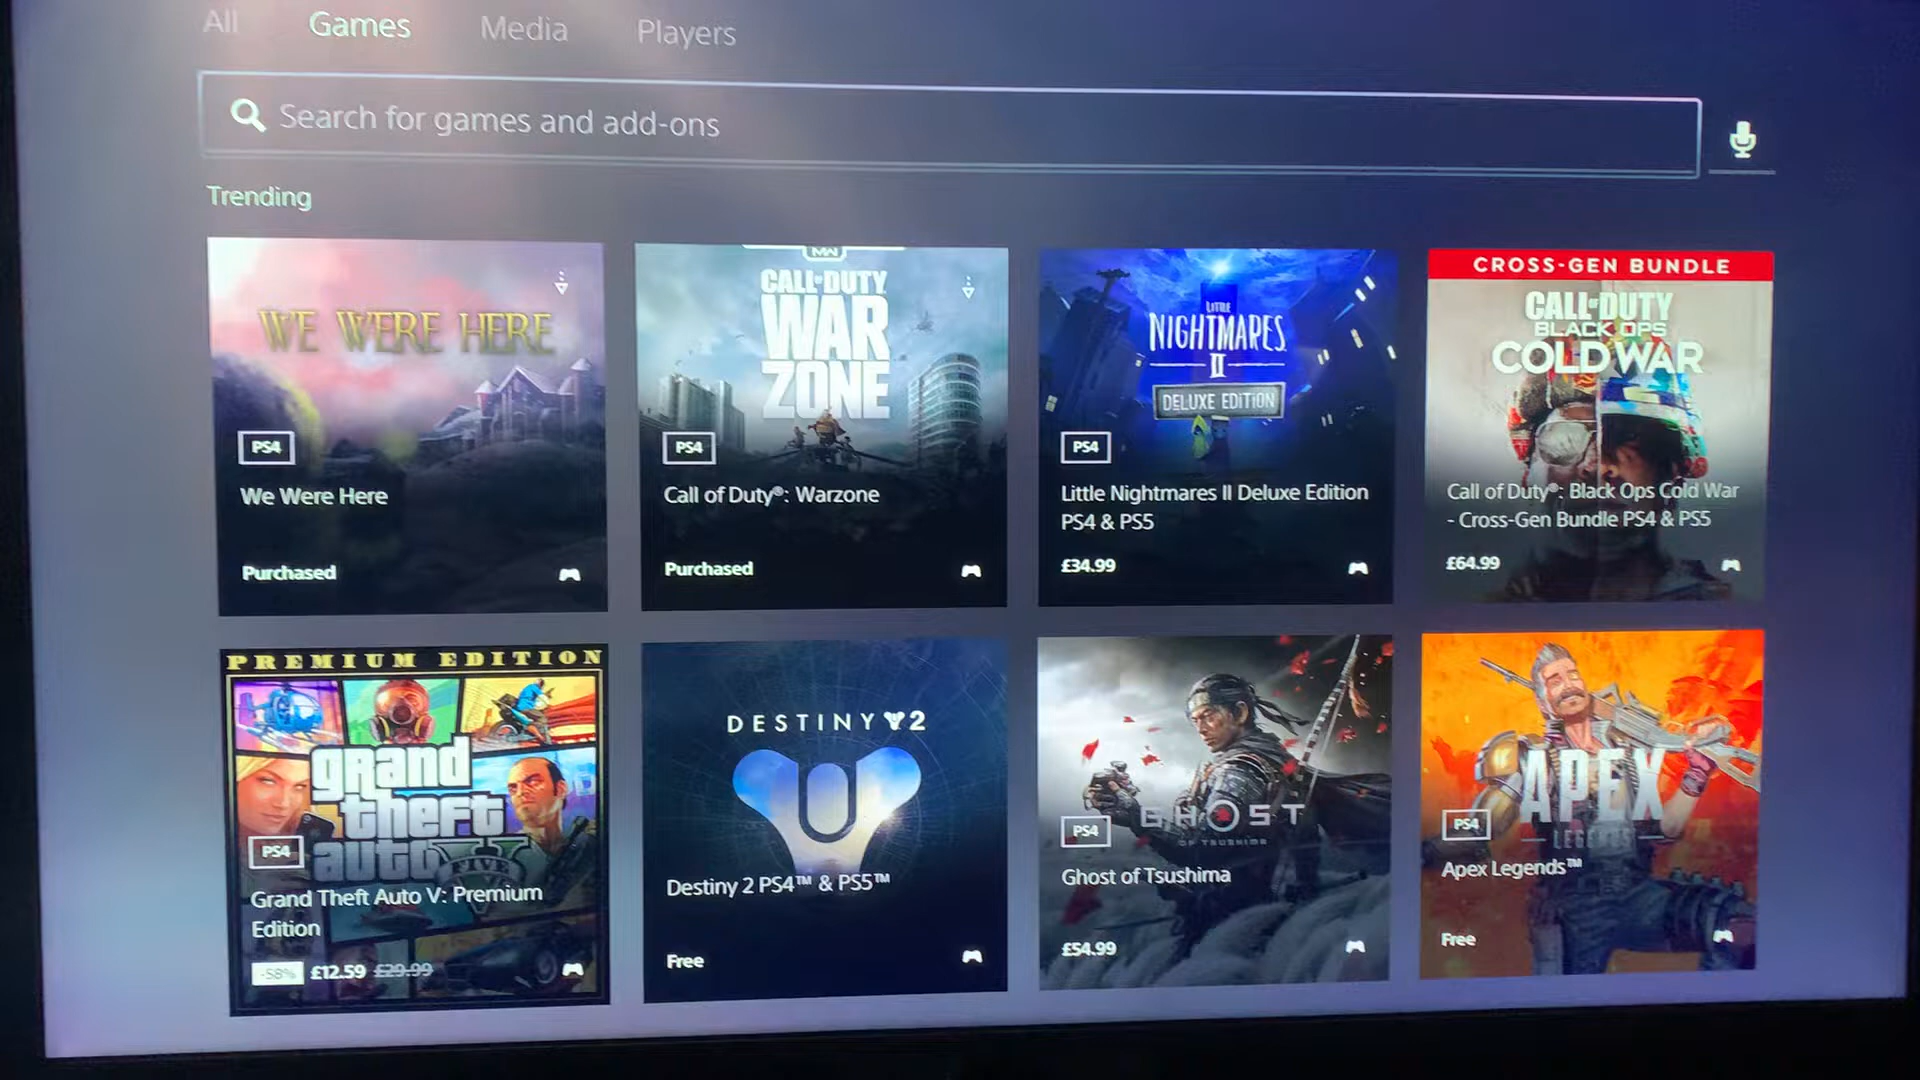 All Games Media Players
Search for games and add-ons
Trending
WE WERE HERE
PS4
We Were Here
Purchased
MW
CALL OF DUTY
WAR
ZONE
PS4
Call of Duty®: Warzone
Purchased
LITTLE
NIGHTMARES
II
DELUXE EDITION
PS4
Little Nightmares II Deluxe Edition
PS4 & PS5
£34.99
CROSS-GEN BUNDLE
CALL OF DUTY
BLACK OPS
COLD WAR
Call of Duty®: Black Ops Cold War
- Cross-Gen Bundle PS4 & PS5
£64.99
PREMIUM EDITION
grand
theft
auto
V
FIVE
PS4
Grand Theft Auto V: Premium
Edition
-58% £12.59 £29.99
DESTINY 2
Destiny 2 PS4™ & PS5™
Free
GHOST
OF TSUSHIMA
PS4
Ghost of Tsushima
£54.99
APEX
LEGENDS
PS4
Apex Legends™
Free